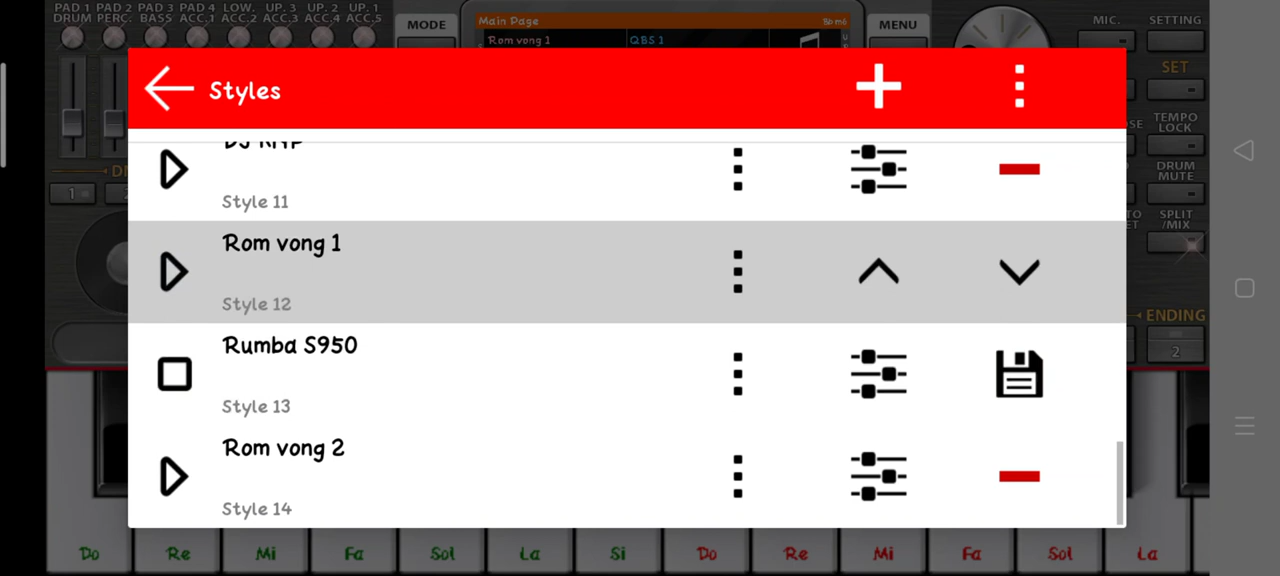 PAD 1 PAD 2 PAD 3 PAD 4 LOW. UP. 3 UP. 2 UP. 1
DRUM PERC. BASS ACC.1 ACC.2 ACC.3 ACC.4 ACC.5
MODE
Main Page
Rom vong 1
QBS 1
MENU
MIC.
SETTING
SET
TEMPO
LOCK
DRUM
MUTE
SPLIT
/MIX
ENDING
1
2
Styles
Style 11
Rom vong 1
Style 12
Rumba S950
Style 13
Rom vong 2
Style 14
Do Re Mi Fa Sol La Si Do Re Mi Fa Sol La